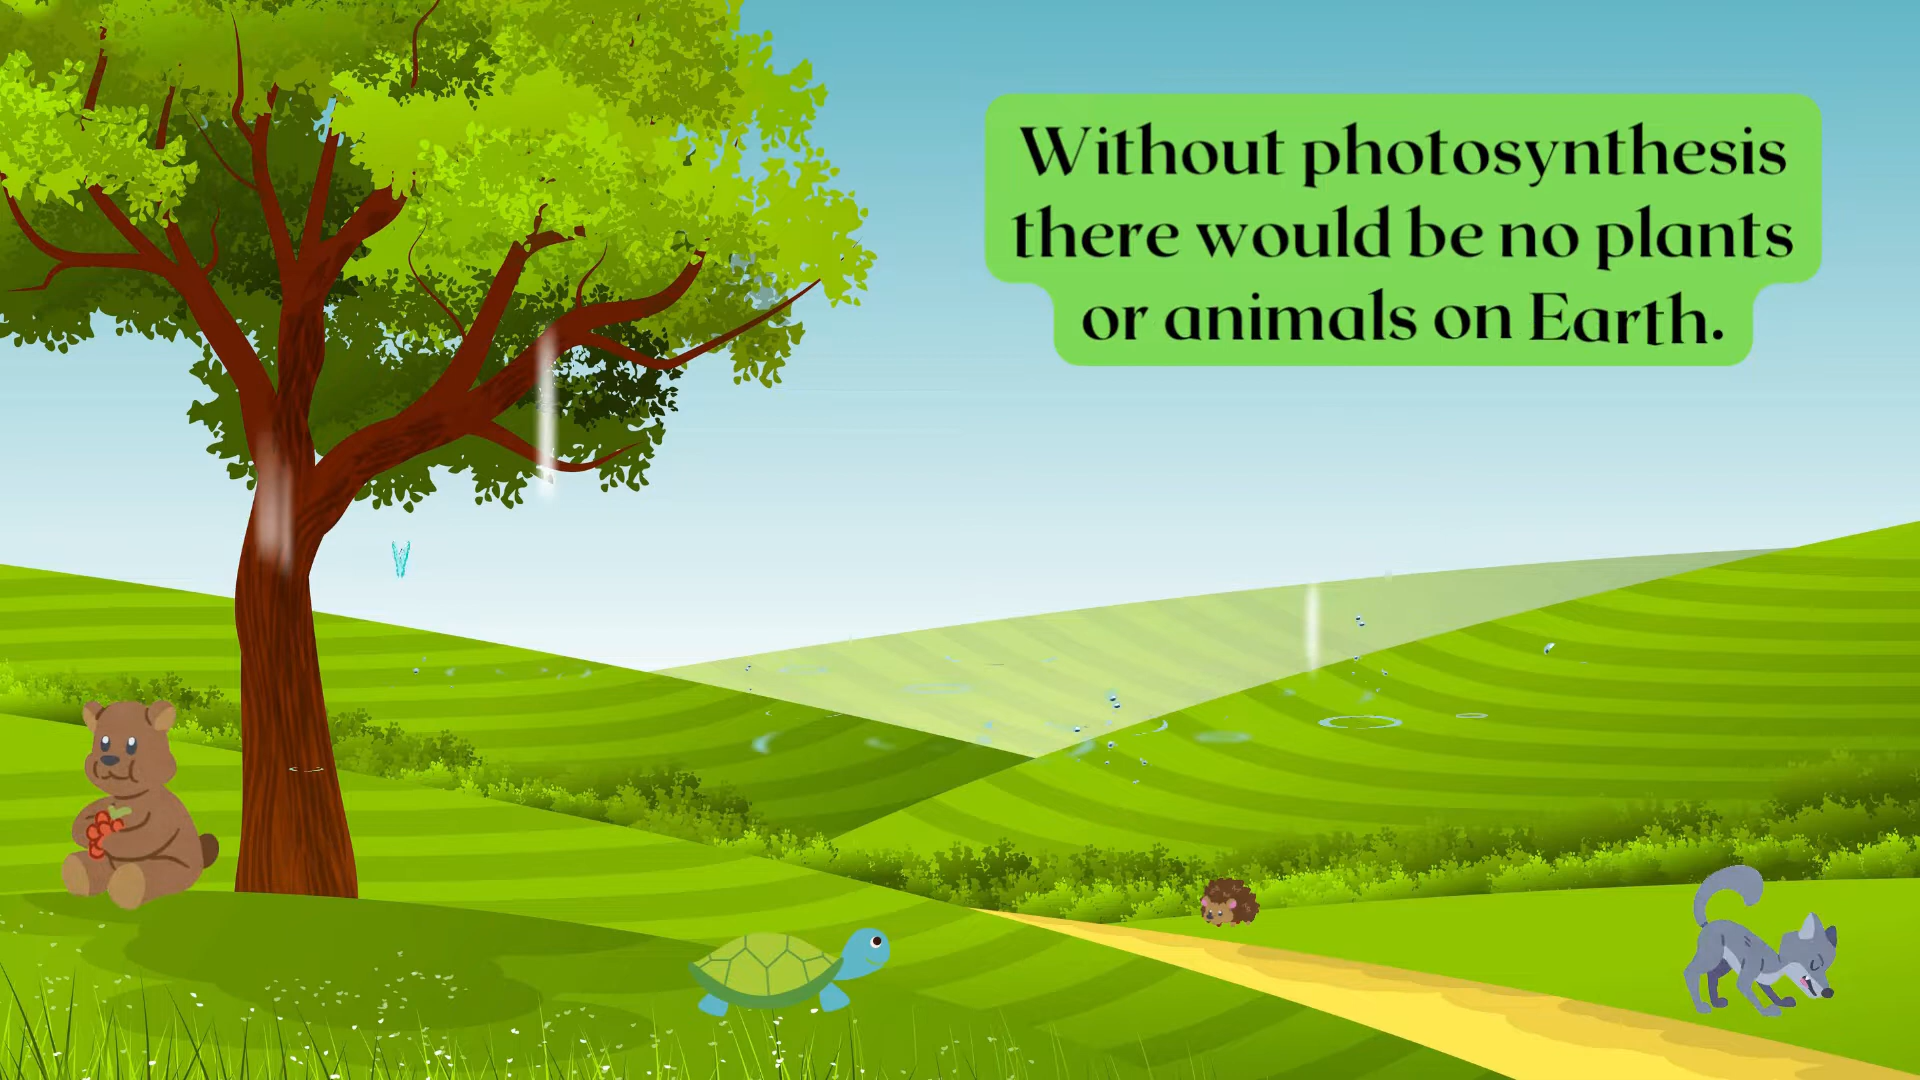 Without photosynthesis
there would be no plants
or animals on Earth.